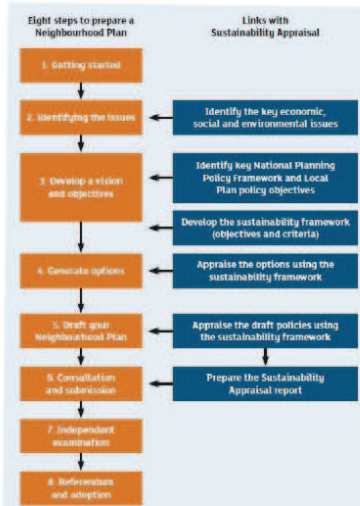 Eight steps to prepare a
Neighbourhood Plan
Links with
Sustainability Appraisal
1. Getting started
2. Identifying the issues
Identify the key economic,
social and environmental issues
3. Develop a vision
and objectives
Identify key National Planning
Policy Framework and Local
Plan policy objectives
Develop the sustainability framework
(objectives and criteria)
4. Generate options
Appraise the options using the
sustainability framework
5. Draft your
Neighbourhood Plan
Appraise the draft policies using
the sustainability framework
6. Consultation
and submission
Prepare the Sustainability
Appraisal report
7. Independent
examination
8. Referendum
and adoption